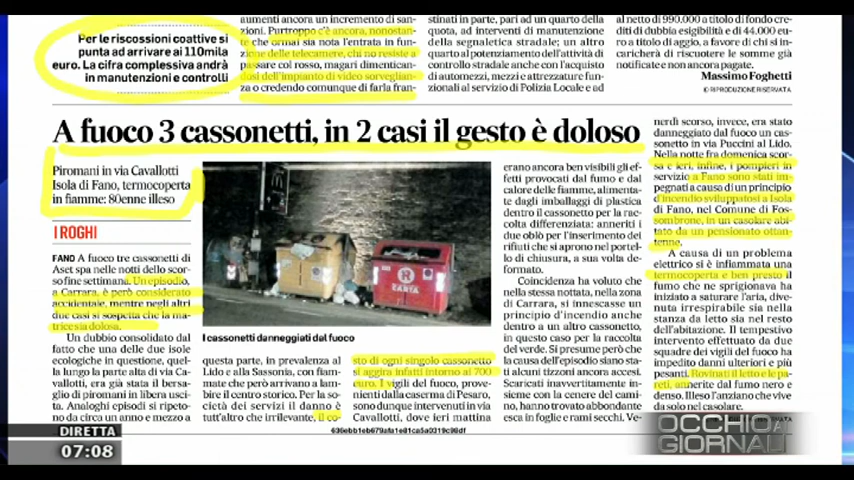 Per le riscossioni coattive si
punta ad arrivare ai 110mila
euro. La cifra complessiva andrà
in manutenzioni e controlli
aumenti ancora un incremento di san-
zioni. Purtroppo c'è ancora, nonostan-
te che ormai sia nota l'entrata in fun-
zione delle telecamere, chi no resiste a
passare col rosso, magari dimentican-
dosi dell'impianto di video sorveglian-
za o credendo comunque di farla fran-
stinati in parte, pari ad un quarta della
quota, ad interventi di manutenzione
della segnaletica stradale; un altro
quarto al potenziamento dell'attività di
controllo stradale anche con l'acquisto
di automezzi, mezzi e attrezzature fun-
zionali al servizio di Polizia Locale e ad
al netto di 990.000 a titolo di fondo cre-
diti di dubbia esigibilità e di 44.000 euro
a titolo di aggio, a favore di chi si in-
caricherà di riscuotere le somme già
notificate e non ancora pagate.
Massimo Foghetti
© RIPRODUZIONE RISERVATA
A fuoco 3 cassonetti, in 2 casi il gesto è doloso
Piromani in via Cavallotti
Isola di Fano, termocoperta
in fiamme: 80enne illeso
I ROGHI
FANO A fuoco tre cassonetti di
Aset spa nelle notti dello scor-
so fine settimana. Un episodio,
a Carrara, è però considerato
accidentale, mentre negli altri
due casi si sospetta che la ma-
trice sia dolosa.
Un dubbio consolidato dal
fatto che una delle due isole
ecologiche in questione, quel-
la lungo la parte alta di via Ca-
vallotti, era già stata il bersa-
glio di piromani in libera usci-
ta. Analoghi episodi si ripeto-
no da circa un anno e mezzo a
I cassonetti danneggiati dal fuoco
questa parte, in prevalenza al
Lido e alla Sassonia, con fiam-
mate che però arrivano a lam-
bire il centro storico. Per la so-
cietà dei servizi il danno è
tutt'altro che irrilevante, il co-
sto di ogni singolo cassonetto
si aggira infatti intorno ai 700
euro. I vigili del fuoco, prove-
nienti dalla caserma di Pesaro,
sono dunque intervenuti in via
Cavallotti, dove ieri mattina
erano ancora ben visibili gli ef-
fetti provocati dal fumo e dal
calore delle fiamme, alimenta-
te dagli imballaggi di plastica
dentro il cassonetto per la rac-
colta differenziata: anneriti i
due oblò per l'inserimento dei
rifiuti che si aprono nel portel-
lo di chiusura, a sua volta de-
formato.
Coincidenza ha voluto che
nella stessa nottata, nella zona
di Carrara, si innescasse un
principio d'incendio anche
dentro a un altro cassonetto,
in questo caso per la raccolta
del verde. Si presume però che
la causa dell'episodio siano sta-
ti alcuni tizzoni ancora accesi.
Scaricati inavvertitamente in-
sieme con la cenere del cami-
no, hanno trovato abbondante
esca in foglie e rami secchi. Ve-
nerdì scorso, invece, era stato
danneggiato dal fuoco un cas-
sonetto in via Puccini al Lido.
Nella notte fra domenica scor-
sa e ieri, infine, i pompieri in
servizio a Fano sono stati im-
pegnati a causa di un principio
d'incendio sviluppatosi a Isola
di Fano, nel Comune di Fos-
sombrone, in un casolare abi-
tato da un pensionato ottan-
tenne.
A causa di un problema
elettrico si è infiammata una
termocoperta e ben presto il
fumo che ne sprigionava ha
iniziato a saturare l'aria, dive-
nuta irrespirabile sia nella
stanza da letto sia nel resto
dell'abitazione. Il tempestivo
intervento effettuato da due
squadre dei vigili del fuoco ha
impedito danni ulteriori e più
pesanti. Rovinati il letto e le pa-
reti, annerite dal fumo nero e
denso. Illeso l'anziano che vive
da solo nel casolare.
636ebb1eb679afa1e81ca5a0319c98df
DIRETTA
07:08
OCCHIO AI
GIORNALI